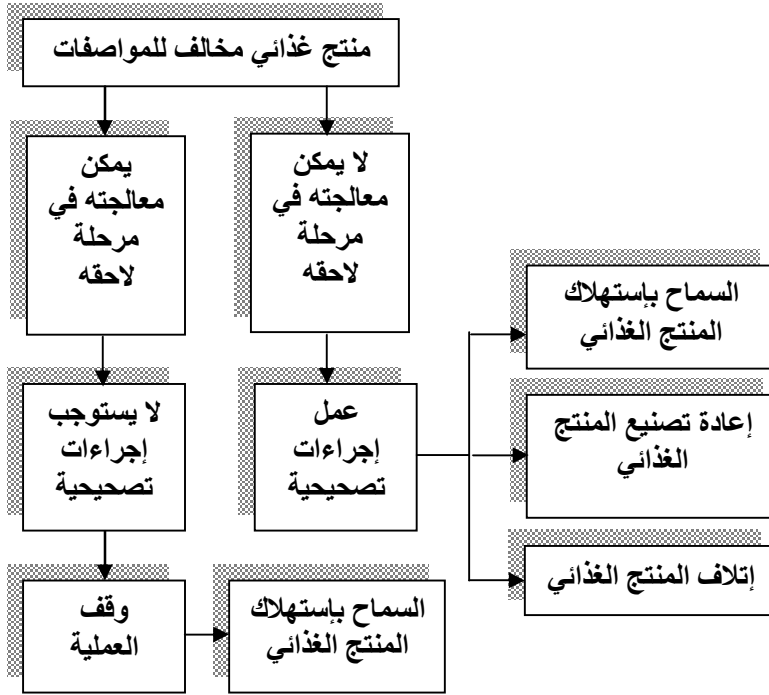 منتج غذائي مخالف للمواصفات
لا يمكن
معالجته في
مرحلة
لاحقه
يمكن
معالجته في
مرحلة
لاحقه
السماح بإستهلاك
المنتج الغذائي
عمل
إجراءات
تصحيحية
لا يستوجب
إجراءات
تصحيحية
إعادة تصنيع المنتج
الغذائي
إتلاف المنتج الغذائي
وقف
العملية
السماح بإستهلاك
المنتج الغذائي